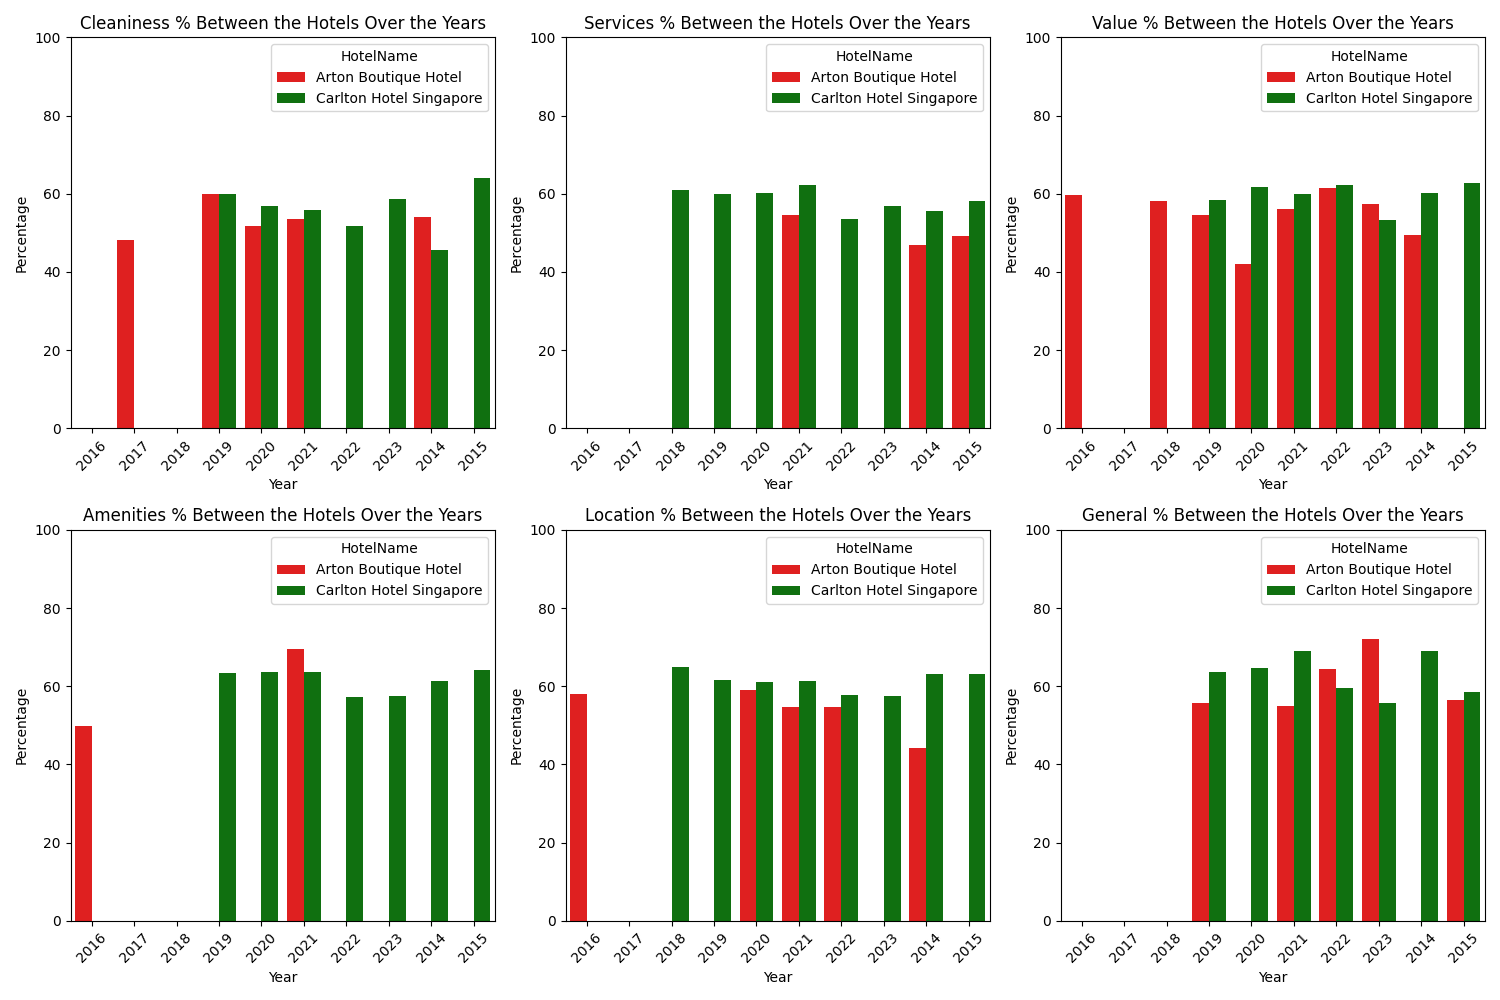 Cleaniness % Between the Hotels Over the Years
HotelName
Arton Boutique Hotel
Carlton Hotel Singapore
Percentage
100
80
60
40
20
0
2016 2017 2018 2019 2020 2021 2022 2023 2014 2015
Year
Services % Between the Hotels Over the Years
HotelName
Arton Boutique Hotel
Carlton Hotel Singapore
Percentage
100
80
60
40
20
0
2016 2017 2018 2019 2020 2021 2022 2023 2014 2015
Year
Value % Between the Hotels Over the Years
HotelName
Arton Boutique Hotel
Carlton Hotel Singapore
Percentage
100
80
60
40
20
0
2016 2017 2018 2019 2020 2021 2022 2023 2014 2015
Year
Amenities % Between the Hotels Over the Years
HotelName
Arton Boutique Hotel
Carlton Hotel Singapore
Percentage
100
80
60
40
20
0
2016 2017 2018 2019 2020 2021 2022 2023 2014 2015
Year
Location % Between the Hotels Over the Years
HotelName
Arton Boutique Hotel
Carlton Hotel Singapore
Percentage
100
80
60
40
20
0
2016 2017 2018 2019 2020 2021 2022 2023 2014 2015
Year
General % Between the Hotels Over the Years
HotelName
Arton Boutique Hotel
Carlton Hotel Singapore
Percentage
100
80
60
40
20
0
2016 2017 2018 2019 2020 2021 2022 2023 2014 2015
Year